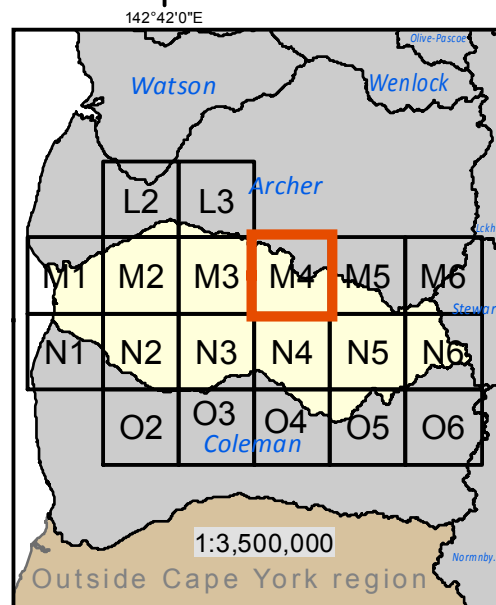 142°42'0"E
Olive-Pascoe
Watson
Wenlock
Archer
L2 L3
Lckh
M1 M2 M3 M4 M5 M6
Stewar
N1 N2 N3 N4 N5 N6
O2 O3 O4 O5 O6
Coleman
1:3,500,000
Normnby.
Outside Cape York region